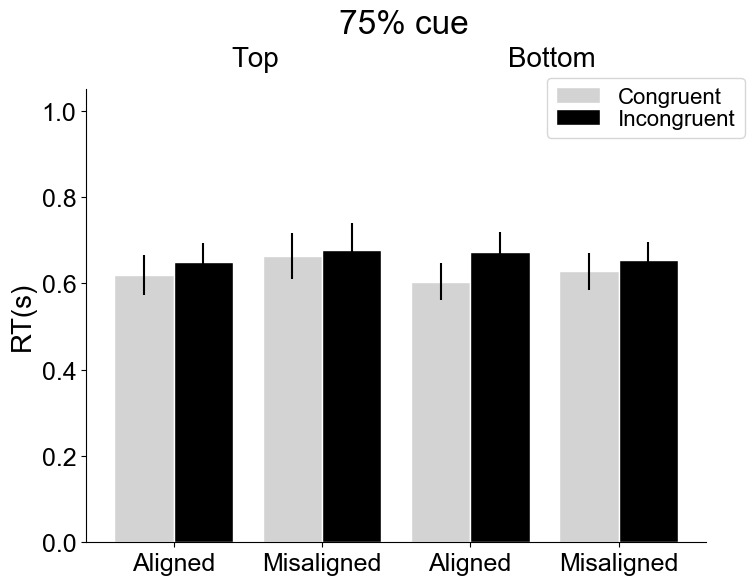 75% cue
Top Bottom
Congruent
Incongruent
1.0
0.8
0.6
0.4
0.2
0.0
RT(s)
Aligned Misaligned Aligned Misaligned